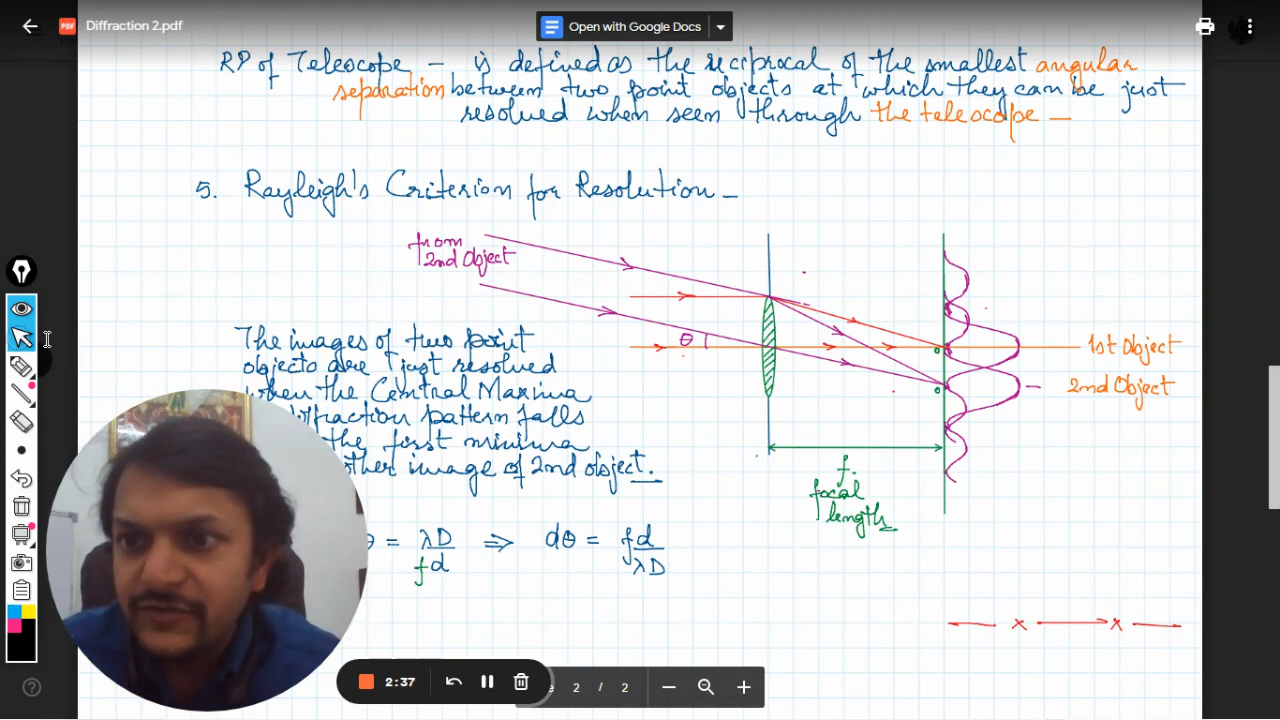 Diffraction 2.pdf
PDF
Open with Google Docs
RP of Telescope - is defined as the reciprocal of the smallest angular
separation between two point objects at which they can be just
resolved when seen through the telescope -
5. Rayleigh's Criterion for Resolution -
from
2nd Object
θ
The images of two point
objects are just resolved
when the Central Maxima
diffraction pattern falls
the first minima
other image of 2nd object.
1st Object
2nd Object
f.
focal
length
θ = λD/fd ⇒ dθ = fd/λD
x x
2:37
2 / 2